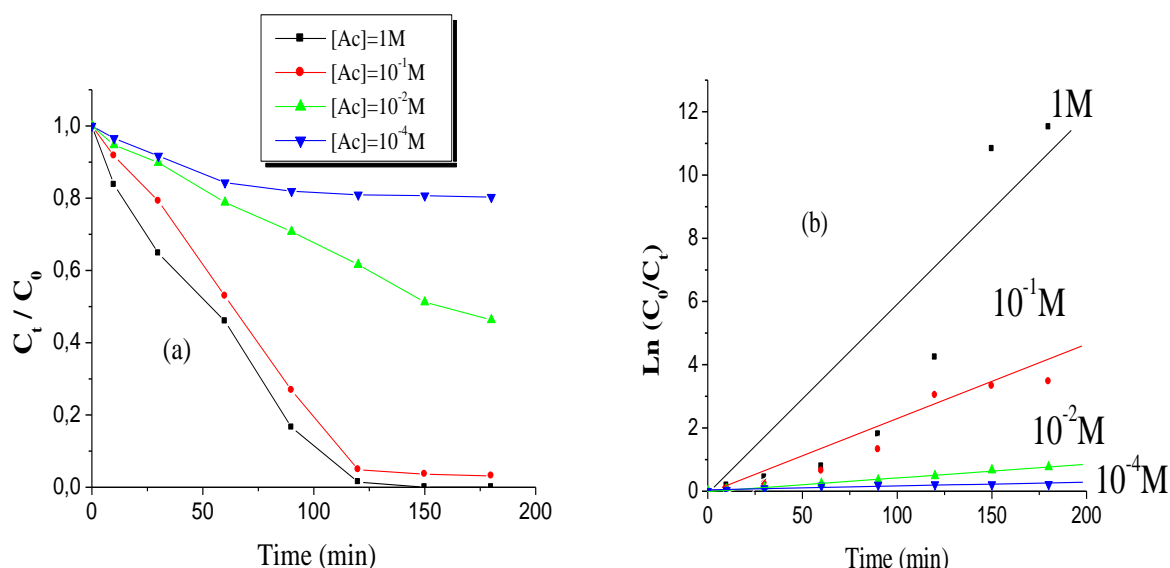 [Ac]=1M
[Ac]=10⁻¹M
[Ac]=10⁻²M
[Ac]=10⁻⁴M
1,0
0,8
0,6
0,4
0,2
0,0
0
50
100
150
200
Cₜ / C₀
Time (min)
(a)
12
10
8
6
4
2
0
0
50
100
150
200
Ln (C₀/Cₜ)
Time (min)
(b)
1M
10⁻¹M
10⁻²M
10⁻⁴M